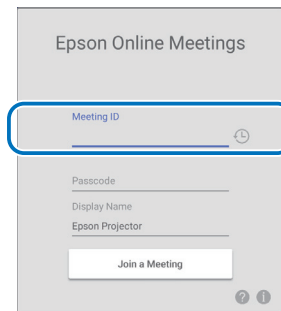 Epson Online Meetings
Meeting ID
Passcode
Display Name
Epson Projector
Join a Meeting